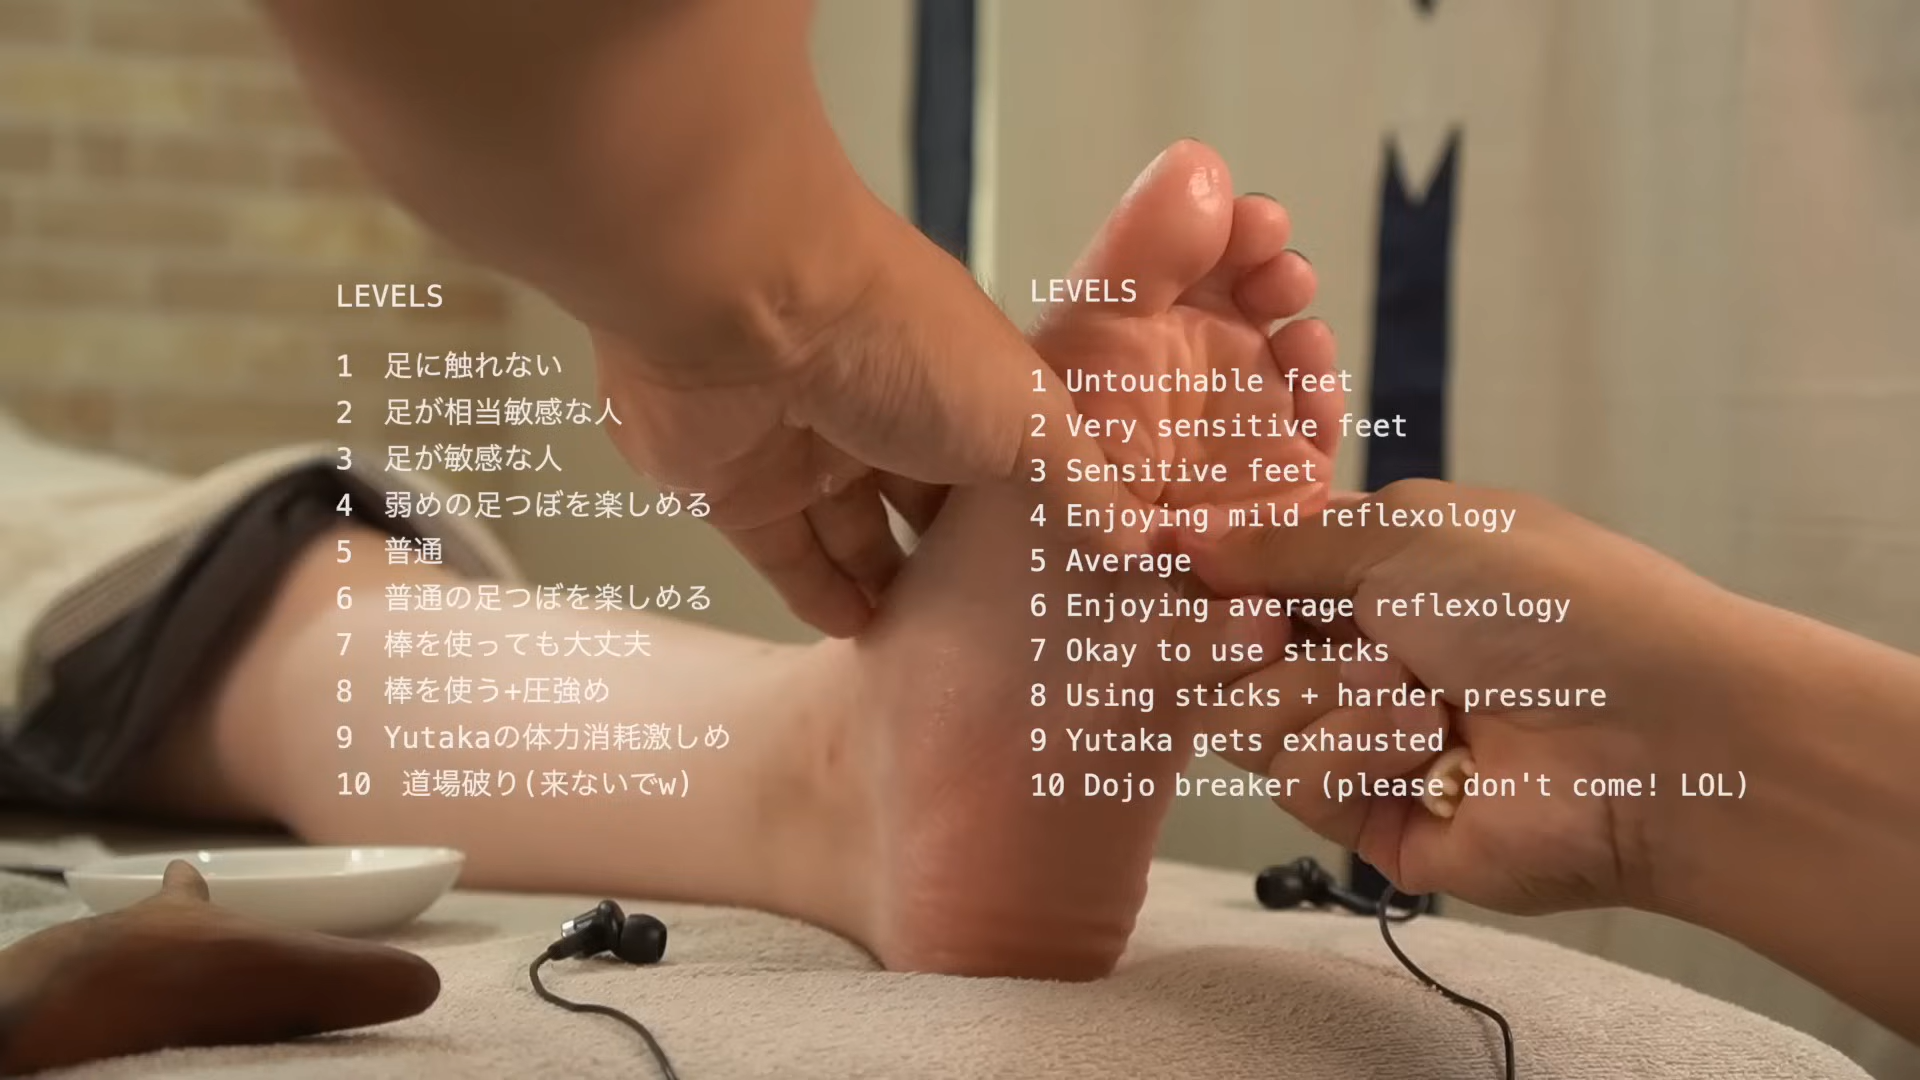 LEVELS
1 足に触れない
2 足が相当敏感な人
3 足が敏感な人
4 弱めの足つぼを楽しめる
5 普通
6 普通の足つぼを楽しめる
7 棒を使っても大丈夫
8 棒を使う+圧強め
9 Yutakaの体力消耗激しめ
10 道場破り(来ないでw)
LEVELS
1 Untouchable feet
2 Very sensitive feet
3 Sensitive feet
4 Enjoying mild reflexology
5 Average
6 Enjoying average reflexology
7 Okay to use sticks
8 Using sticks + harder pressure
9 Yutaka gets exhausted
10 Dojo breaker (please don't come! LOL)